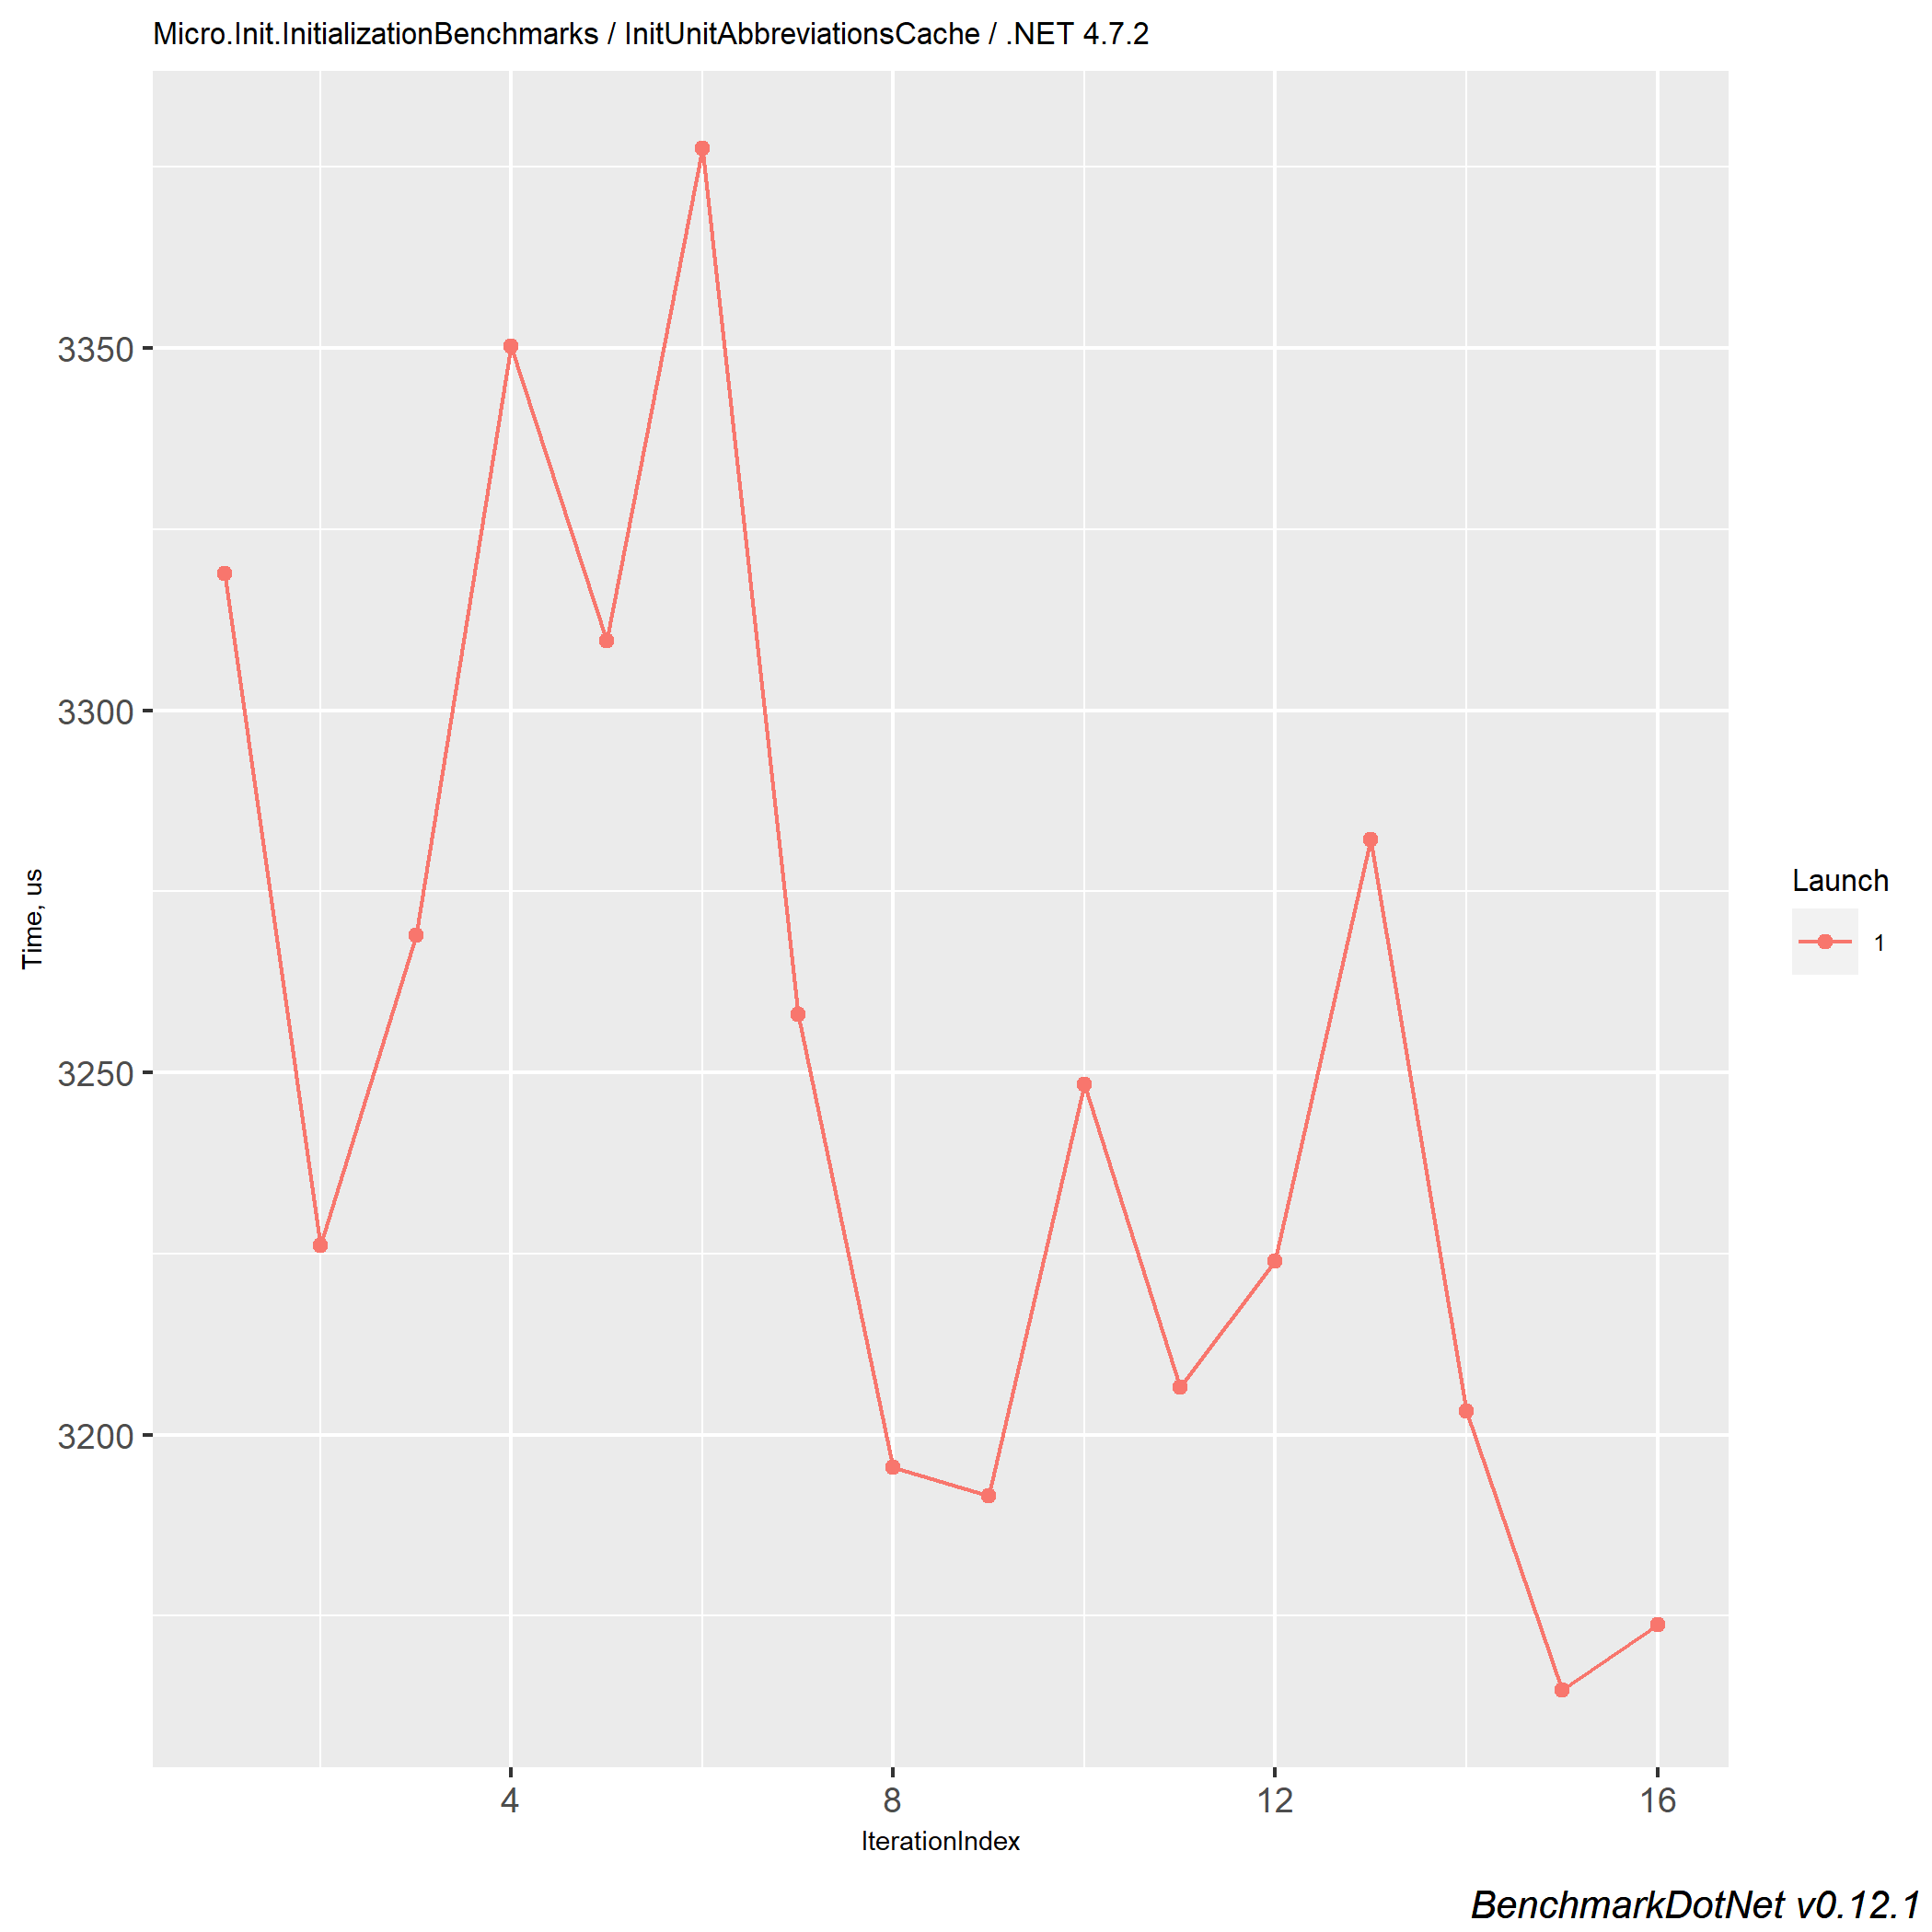 Micro.Init.InitializationBenchmarks / InitUnitAbbreviationsCache / .NET 4.7.2
3350
3300
3250
3200
Time, us
4
8
12
16
IterationIndex
Launch
1
BenchmarkDotNet v0.12.1